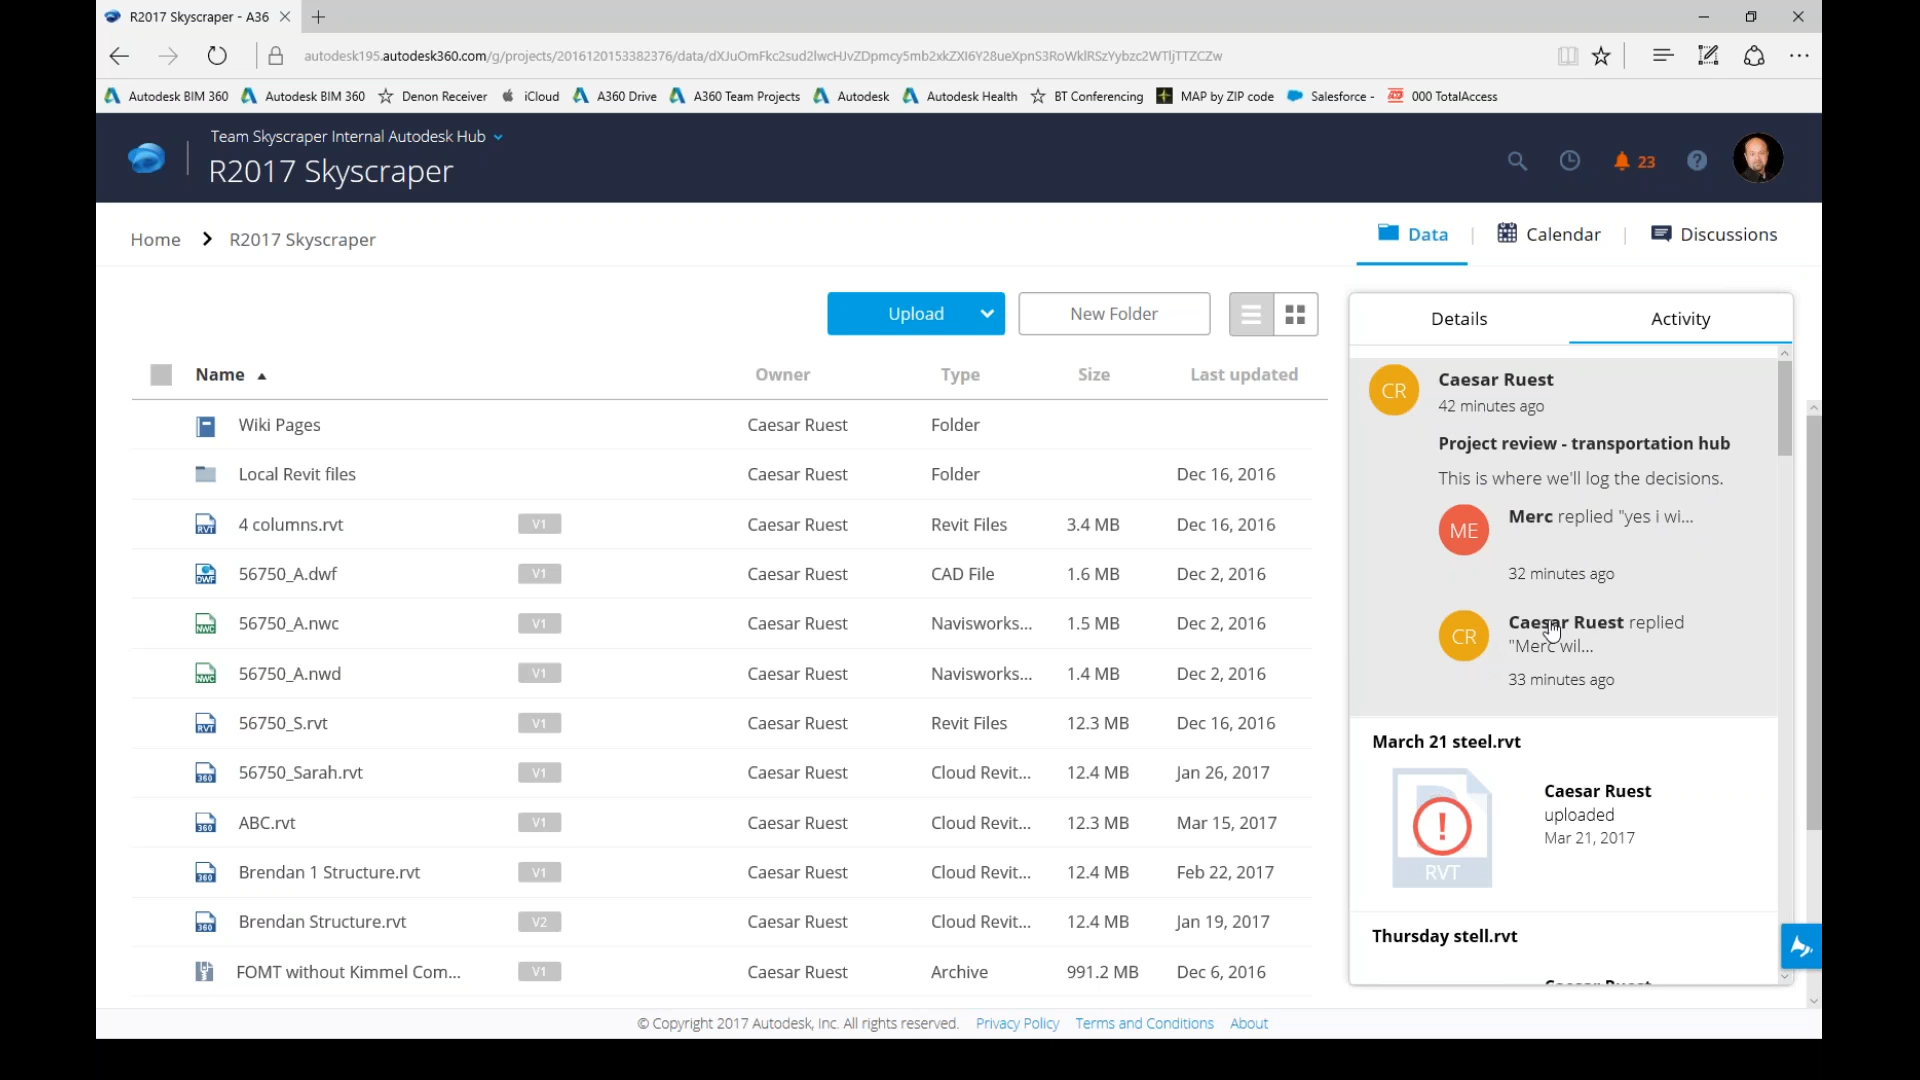 R2017 Skyscraper - A36
autodesk195.autodesk360.com/g/projects/2016120153382376/data/dXJuOmFkc2sud2lwcHJvZDpmcy5mb2xkZXI6Y28ueXpnS3RoWklRSzYybzc2WTljTTZCZw
Autodesk BIM 360 Autodesk BIM 360 Denon Receiver iCloud A360 Drive A360 Team Projects Autodesk Autodesk Health BT Conferencing MAP by ZIP code Salesforce - 000 TotalAccess
Team Skyscraper Internal Autodesk Hub
R2017 Skyscraper
23
Home > R2017 Skyscraper
Data | Calendar | Discussions
Upload New Folder
Name Owner Type Size Last updated
Wiki Pages Caesar Ruest Folder
Local Revit files Caesar Ruest Folder Dec 16, 2016
RVT 4 columns.rvt V1 Caesar Ruest Revit Files 3.4 MB Dec 16, 2016
DWF 56750_A.dwf V1 Caesar Ruest CAD File 1.6 MB Dec 2, 2016
NWC 56750_A.nwc V1 Caesar Ruest Navisworks... 1.5 MB Dec 2, 2016
NWC 56750_A.nwd V1 Caesar Ruest Navisworks... 1.4 MB Dec 2, 2016
RVT 56750_S.rvt V1 Caesar Ruest Revit Files 12.3 MB Dec 16, 2016
360 56750_Sarah.rvt V1 Caesar Ruest Cloud Revit... 12.4 MB Jan 26, 2017
360 ABC.rvt V1 Caesar Ruest Cloud Revit... 12.3 MB Mar 15, 2017
360 Brendan 1 Structure.rvt V1 Caesar Ruest Cloud Revit... 12.4 MB Feb 22, 2017
360 Brendan Structure.rvt V2 Caesar Ruest Cloud Revit... 12.4 MB Jan 19, 2017
FOMT without Kimmel Com... V1 Caesar Ruest Archive 991.2 MB Dec 6, 2016
Details Activity
CR Caesar Ruest
42 minutes ago
Project review - transportation hub
This is where we'll log the decisions.
ME Merc replied "yes i wi...
32 minutes ago
CR Caesar Ruest replied
"Merc wil...
33 minutes ago
March 21 steel.rvt
Caesar Ruest
uploaded
Mar 21, 2017
! RVT
Thursday stell.rvt
Caesar Ruest
© Copyright 2017 Autodesk, Inc. All rights reserved. Privacy Policy Terms and Conditions About